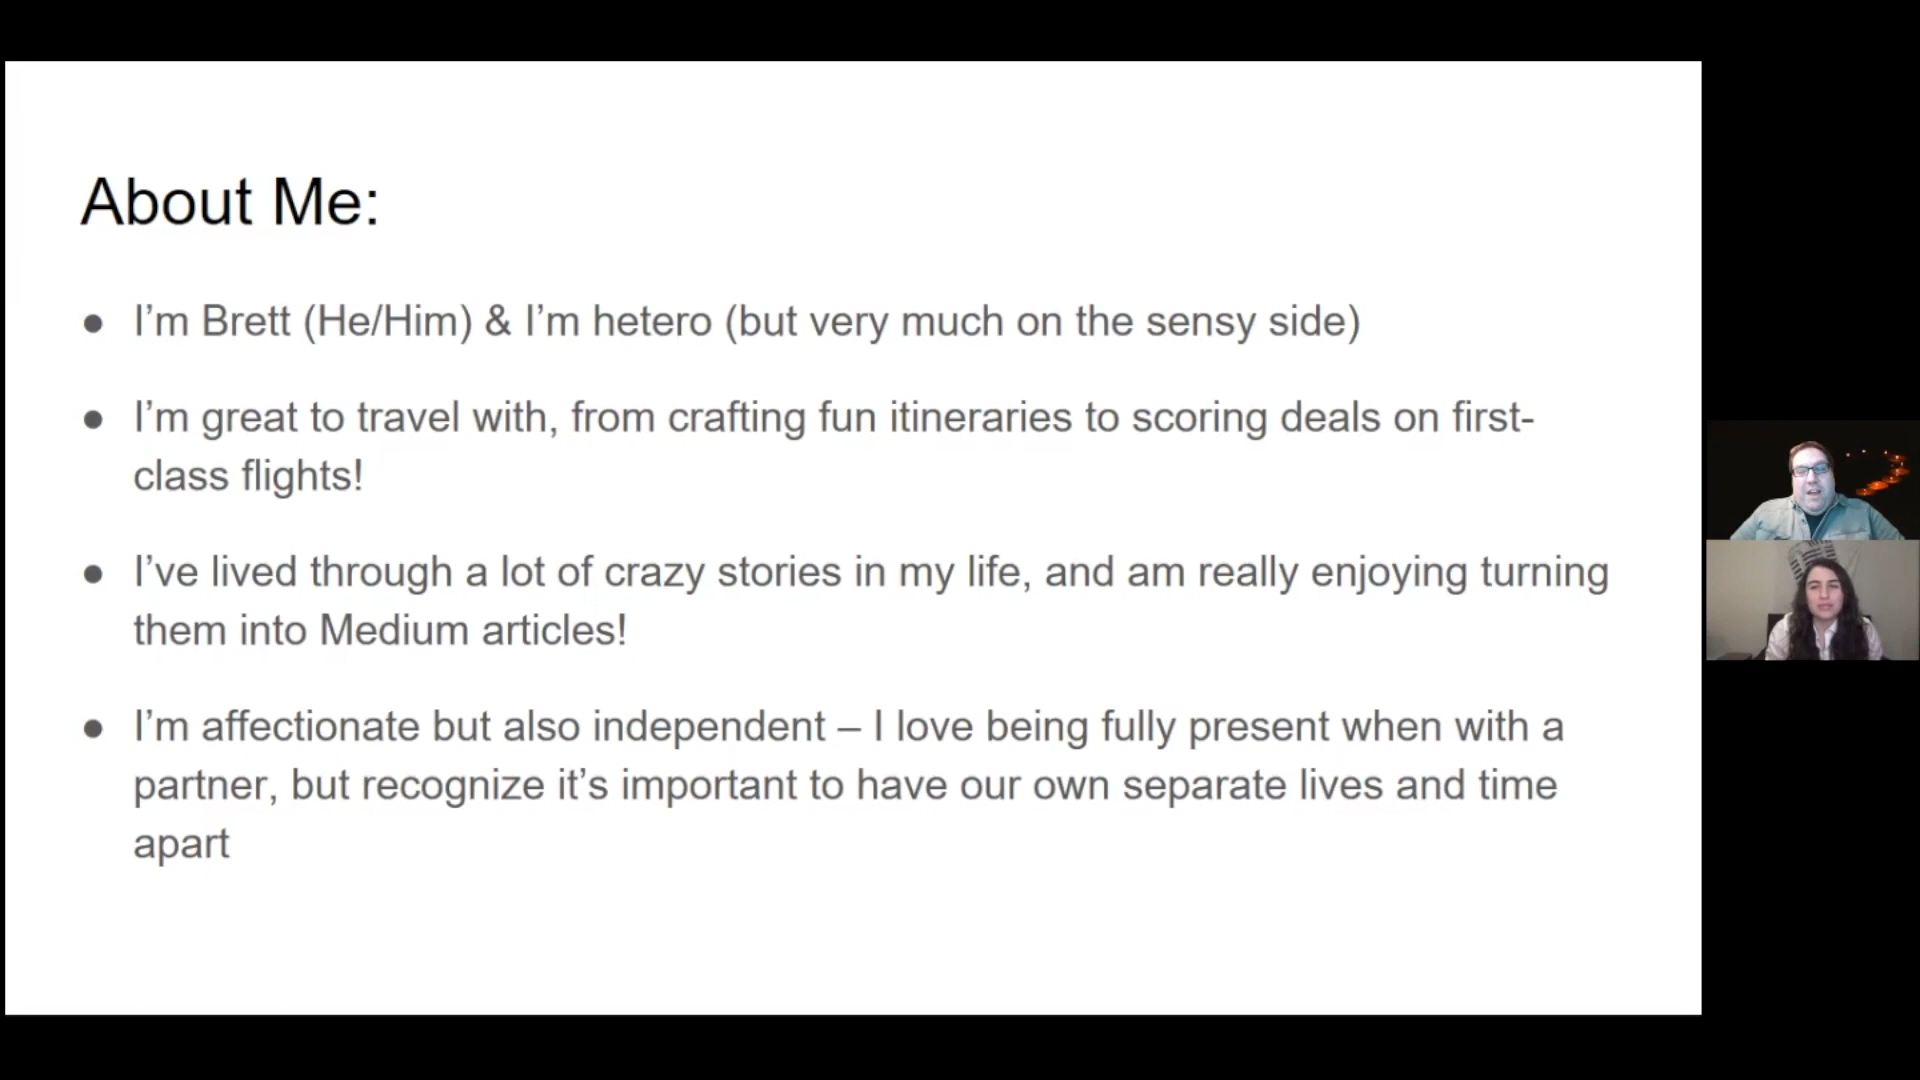 About Me:
● I’m Brett (He/Him) & I’m hetero (but very much on the sensy side)
● I’m great to travel with, from crafting fun itineraries to scoring deals on first-
class flights!
● I’ve lived through a lot of crazy stories in my life, and am really enjoying turning
them into Medium articles!
● I’m affectionate but also independent – I love being fully present when with a
partner, but recognize it’s important to have our own separate lives and time
apart